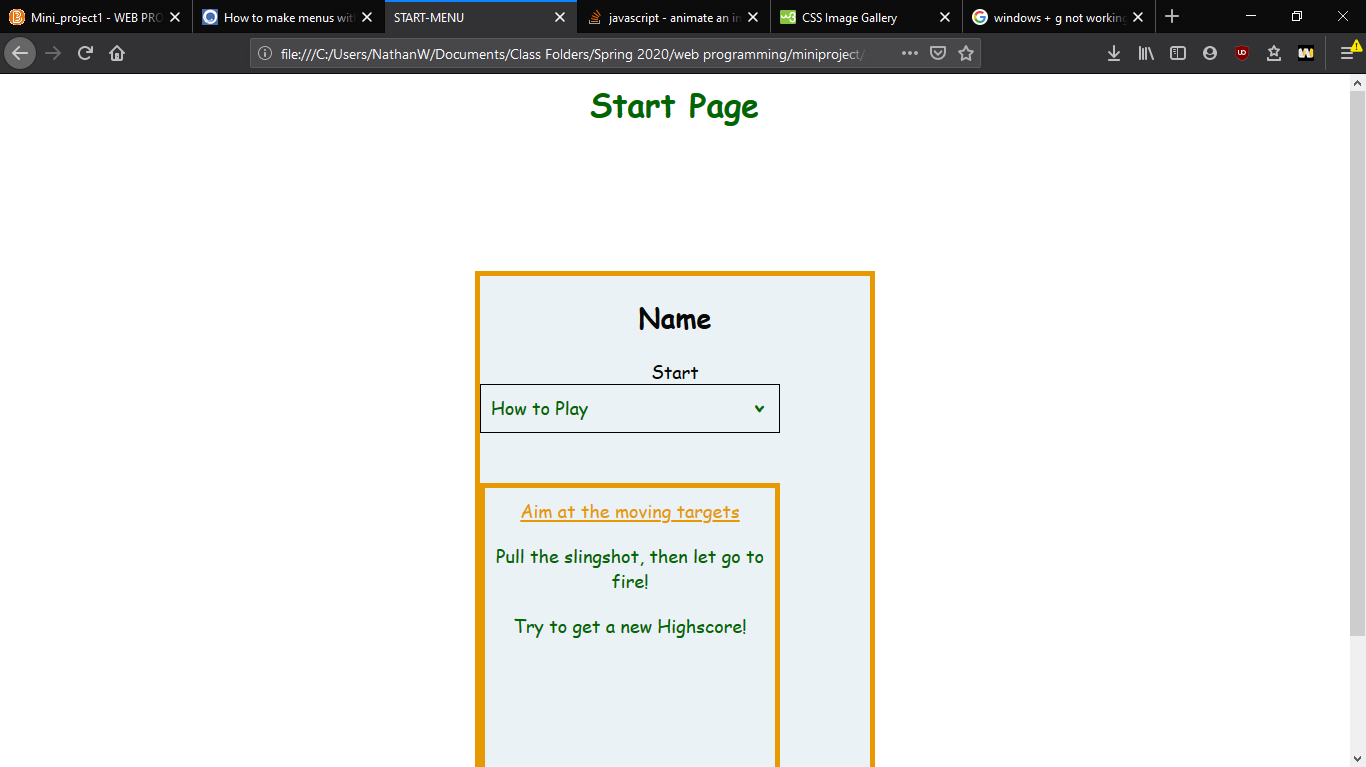 Mini_project1 - WEB PRO
How to make menus wit
START-MENU
javascript - animate an i
CSS Image Gallery
windows + g not working
file:///C:/Users/NathanW/Documents/Class Folders/Spring 2020/web programming/miniproject/
Start Page
Name
Start
How to Play
Aim at the moving targets
Pull the slingshot, then let go to
fire!
Try to get a new Highscore!